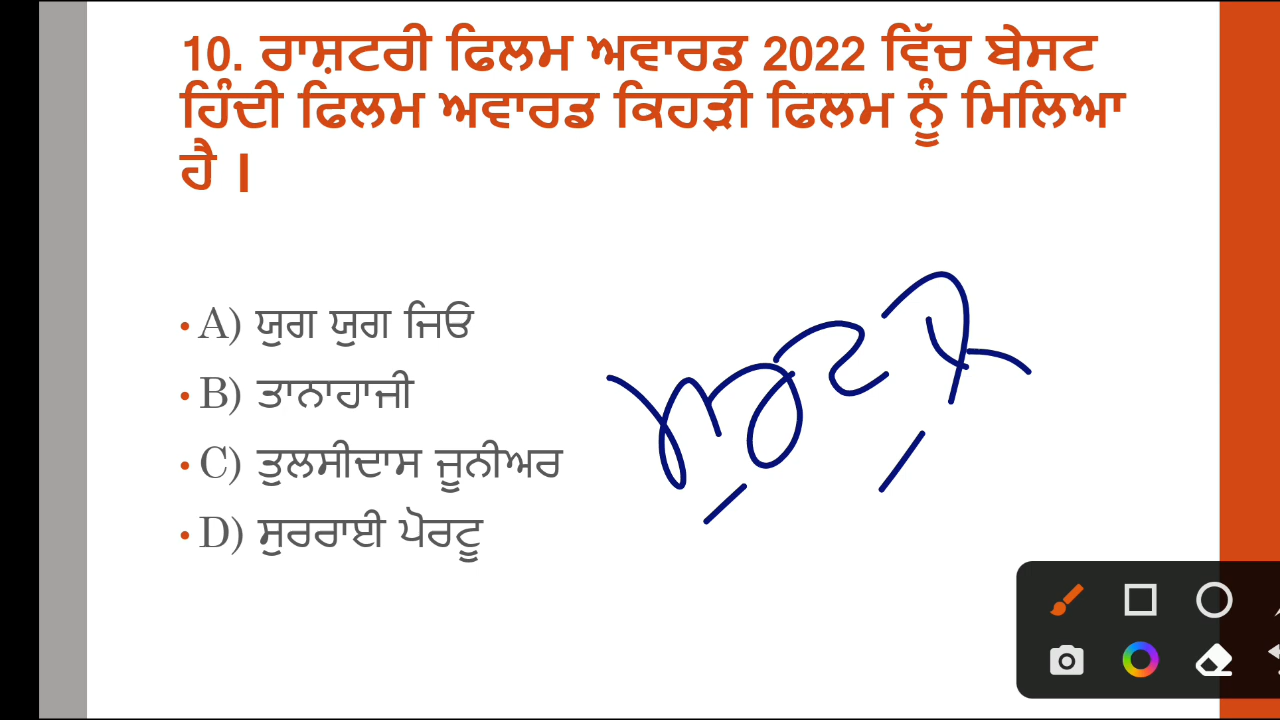 10. ਰਾਸ਼ਟਰੀ ਫਿਲਮ ਅਵਾਰਡ 2022 ਵਿੱਚ ਬੇਸਟ
ਹਿੰਦੀ ਫਿਲਮ ਅਵਾਰਡ ਕਿਹੜੀ ਫਿਲਮ ਨੂੰ ਮਿਲਿਆ
ਹੈ ।
• A) ਯੁਗ ਯੁਗ ਜਿਓ
• B) ਤਾਨਾਹਾਜੀ
• C) ਤੁਲਸੀਦਾਸ ਜੂਨੀਅਰ
• D) ਸੁਰਰਾਈ ਪੋਰਟੂ